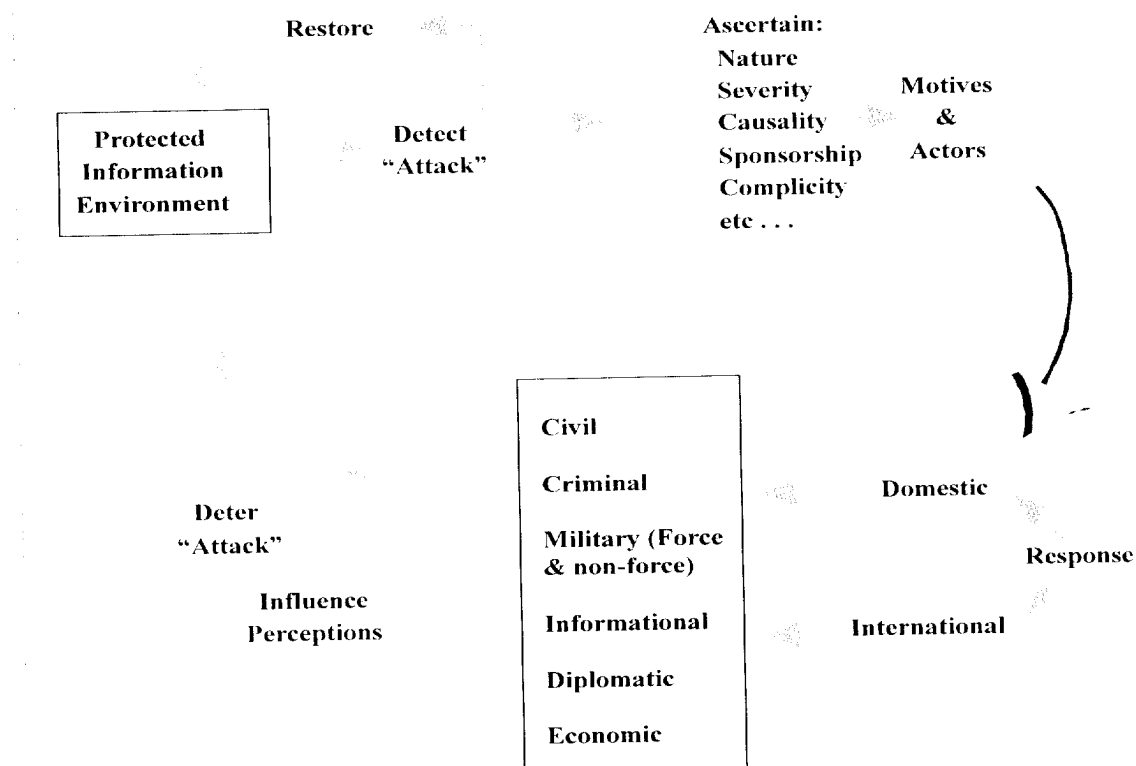 Restore
Protected
Information
Environment
Detect
“Attack”
Ascertain:
Nature
Severity
Causality
Sponsorship
Complicity
etc . . .
Motives
&
Actors
Response
Domestic
International
Civil
Criminal
Military (Force
& non-force)
Informational
Diplomatic
Economic
Deter
“Attack”
Influence
Perceptions